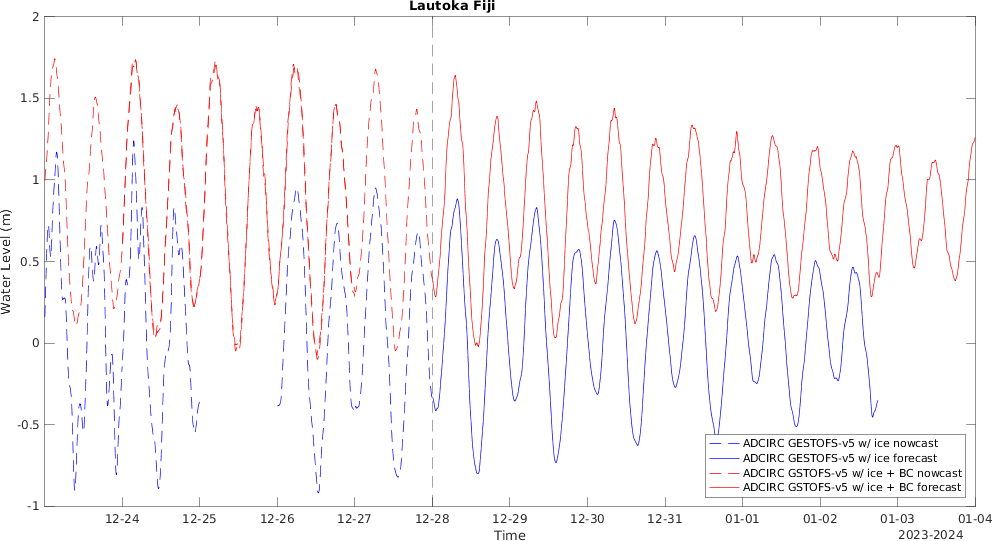 Lautoka Fiji
Water Level (m)
2
1.5
1
0.5
0
-0.5
-1
12-24
12-25
12-26
12-27
12-28
12-29
12-30
12-31
01-01
01-02
01-03
01-04
Time
2023-2024
ADCIRC GESTOFS-v5 w/ ice nowcast
ADCIRC GESTOFS-v5 w/ ice forecast
ADCIRC GSTOFS-v5 w/ ice + BC nowcast
ADCIRC GSTOFS-v5 w/ ice + BC forecast